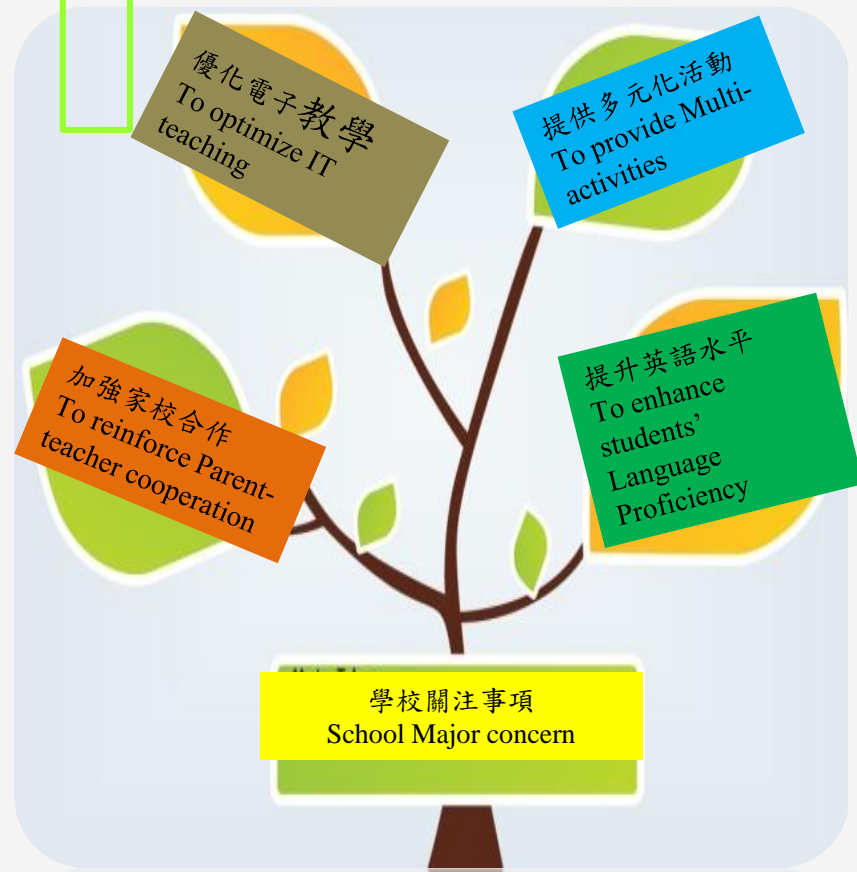 優化電子教學
To optimize IT
teaching
提供多元化活動
To provide Multi-
activities
加強家校合作
To reinforce Parent-
teacher cooperation
提升英語水平
To enhance
students’
Language
Proficiency
學校關注事項
School Major concern